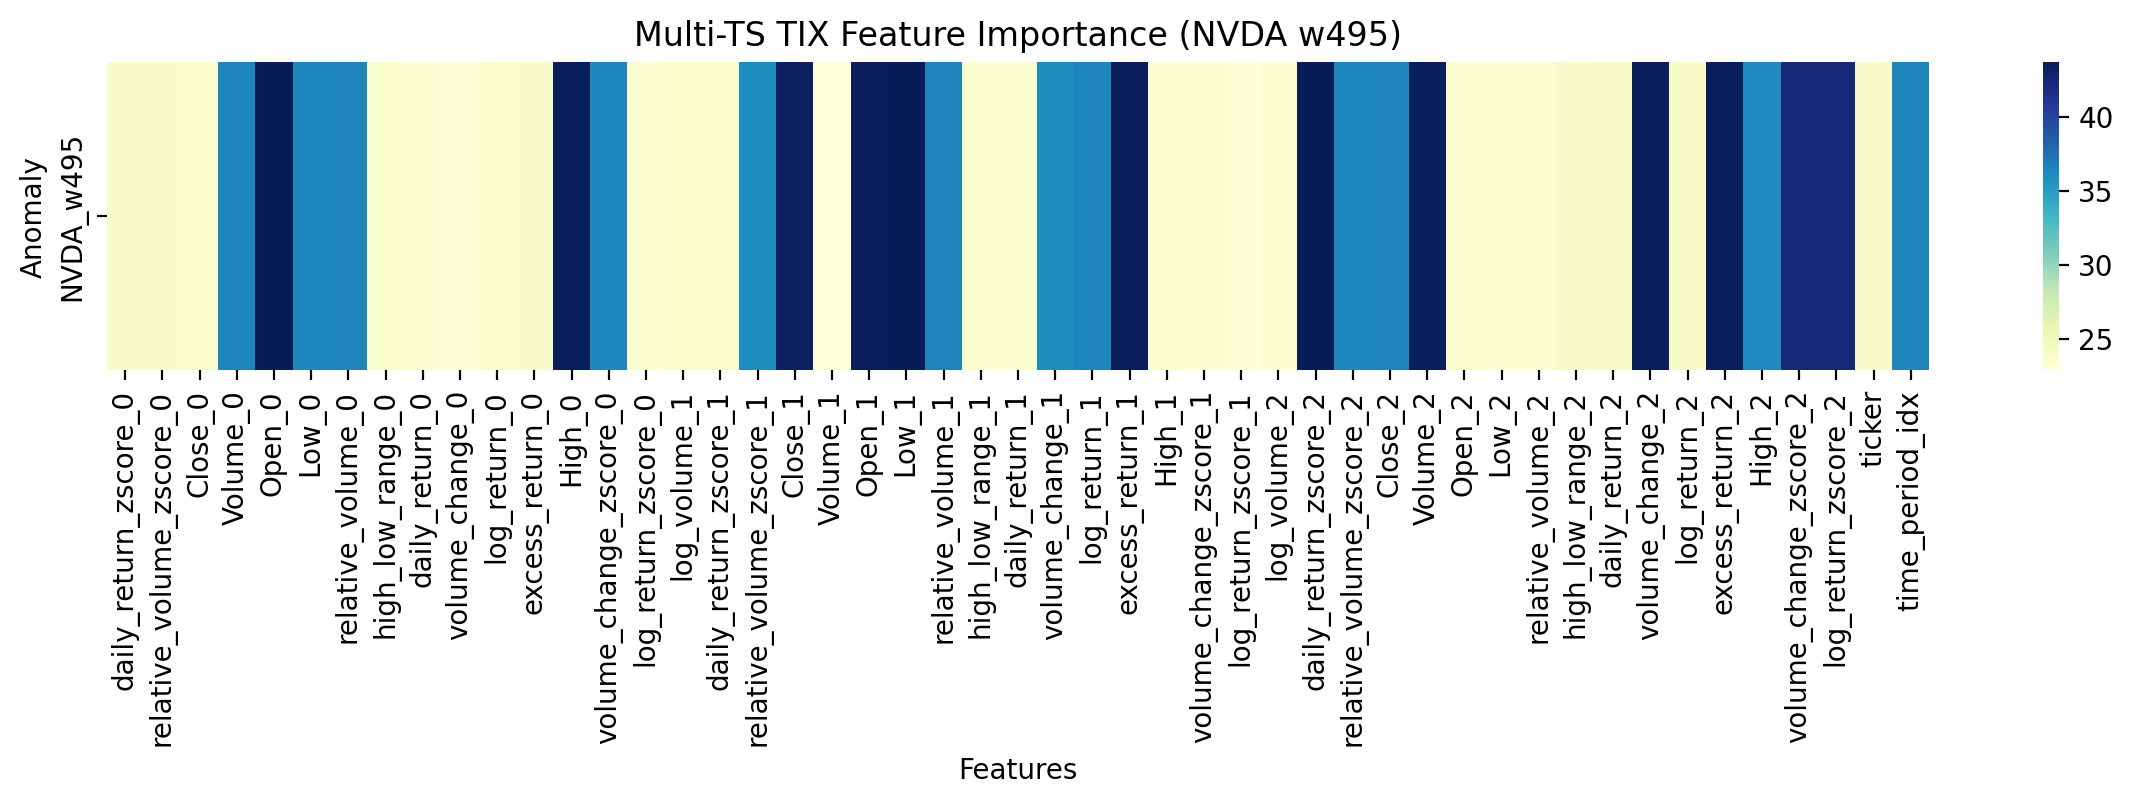 Multi-TS TIX Feature Importance (NVDA w495)
Anomaly
NVDA_w495
40
35
30
25
daily_return_zscore_0
relative_volume_zscore_0
Close_0
Volume_0
Open_0
Low_0
relative_volume_0
high_low_range_0
daily_return_0
volume_change_0
log_return_0
excess_return_0
High_0
volume_change_zscore_0
log_return_zscore_0
log_volume_1
daily_return_zscore_1
relative_volume_zscore_1
Close_1
Volume_1
Open_1
Low_1
relative_volume_1
high_low_range_1
daily_return_1
volume_change_1
log_return_1
excess_return_1
High_1
volume_change_zscore_1
log_return_zscore_1
log_volume_2
daily_return_zscore_2
relative_volume_zscore_2
Close_2
Volume_2
Open_2
Low_2
relative_volume_2
high_low_range_2
daily_return_2
volume_change_2
log_return_2
excess_return_2
High_2
volume_change_zscore_2
log_return_zscore_2
ticker
time_period_idx
Features